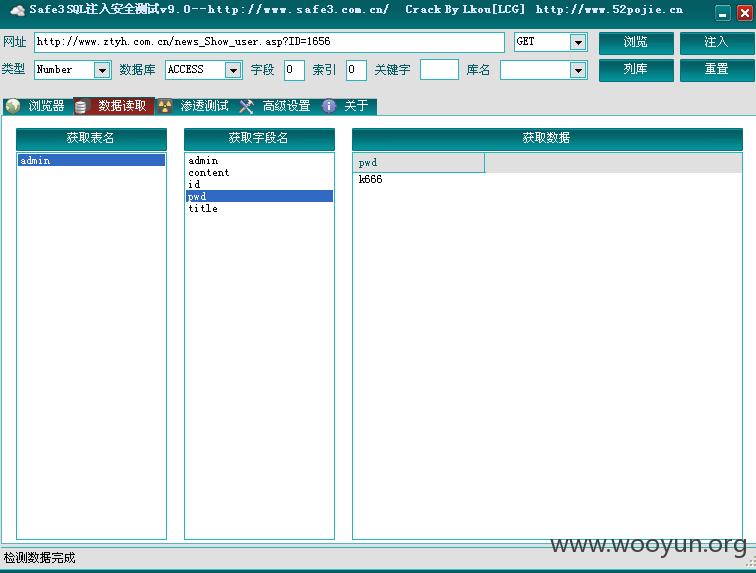 Safe3 SQL注入安全测试v9.0--http://www.safe3.com.cn/ Crack By Lkou[LCG] http://www.52pojie.cn
网址 http://www.ztyh.com.cn/news_Show_user.asp?ID=1656 GET 浏览 注入
类型 Number 数据库 ACCESS 字段 0 索引 0 关键字 库名 列库 重置
浏览器 数据读取 渗透测试 高级设置 关于
获取表名 获取字段名 获取数据
admin
admin
content
id
pwd
title
pwd
k666
www.wooyun.org
检测数据完成